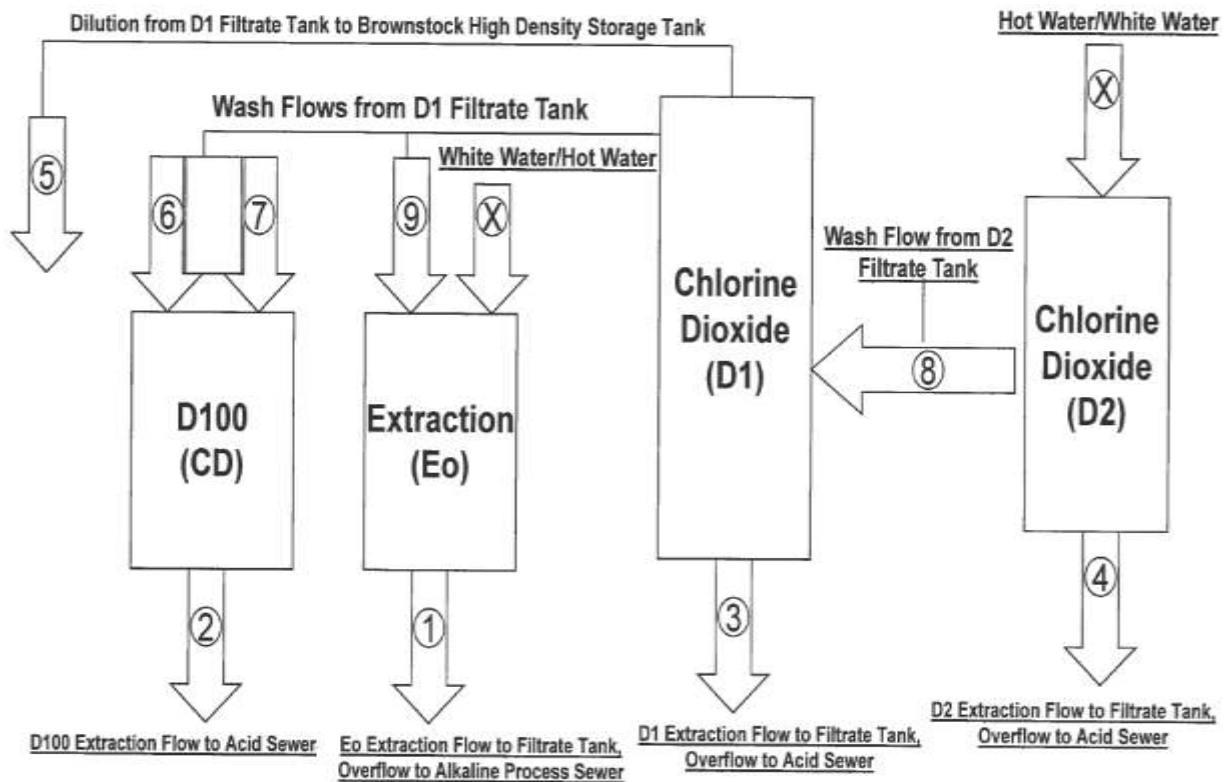 Dilution from D1 Filtrate Tank to Brownstock High Density Storage Tank
Hot Water/White Water
X
Wash Flows from D1 Filtrate Tank
White Water/Hot Water
5
6
7
9
X
Wash Flow from D2
Filtrate Tank
8
D100
(CD)
Extraction
(Eo)
Chlorine
Dioxide
(D1)
Chlorine
Dioxide
(D2)
2
1
3
4
D100 Extraction Flow to Acid Sewer
Eo Extraction Flow to Filtrate Tank,
Overflow to Alkaline Process Sewer
D1 Extraction Flow to Filtrate Tank,
Overflow to Acid Sewer
D2 Extraction Flow to Filtrate Tank,
Overflow to Acid Sewer